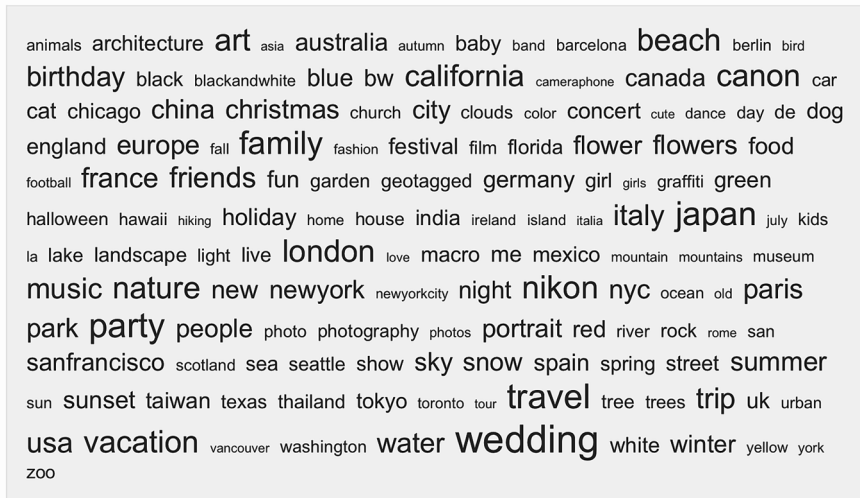 animals architecture art asia australia autumn baby band barcelona beach berlin bird
birthday black blackandwhite blue bw california cameraphone canada canon car
cat chicago china christmas church city clouds color concert cute dance day de dog
england europe fall family fashion festival film florida flower flowers food
football france friends fun garden geotagged germany girl girls graffiti green
halloween hawaii hiking holiday home house india ireland island italia italy japan july kids
la lake landscape light live london love macro me mexico mountain mountains museum
music nature new newyork newyorkcity night nikon nyc ocean old paris
park party people photo photography photos portrait red river rock rome san
sanfrancisco scotland sea seattle show sky snow spain spring street summer
sun sunset taiwan texas thailand tokyo toronto tour travel tree trees trip uk urban
usa vacation vancouver washington water wedding white winter yellow york
zoo